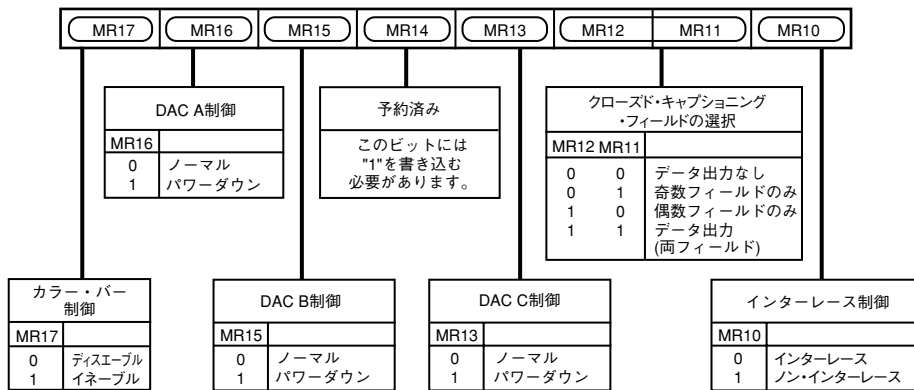 MR17 MR16 MR15 MR14 MR13 MR12 MR11 MR10
DAC A制御
MR16
0 ノーマル
1 パワーダウン
予約済み
このビットには
"1"を書き込む
必要があります。
クローズド・キャプショニング
・フィールドの選択
MR12 MR11
0 0 データ出力なし
0 1 奇数フィールドのみ
1 0 偶数フィールドのみ
1 1 データ出力
(両フィールド)
カラー・バー
制御
MR17
0 ディスエーブル
1 イネーブル
DAC B制御
MR15
0 ノーマル
1 パワーダウン
DAC C制御
MR13
0 ノーマル
1 パワーダウン
インターレース制御
MR10
0 インターレース
1 ノン・インターレース